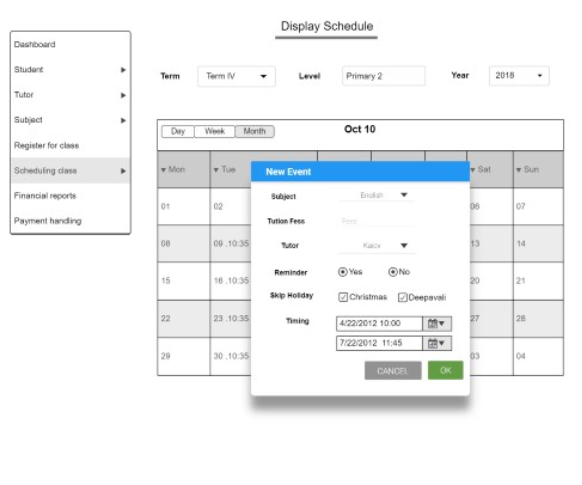 Display Schedule
Dashboard
Student
Tutor
Subject
Register for class
Scheduling class
Financial reports
Payment handling
Term Term IV Level Primary 2 Year 2018
Day Week Month Oct 10
Mon Tue Sat Sun
01 02 06 07
08 09 .10:35 13 14
15 16 .10:35 20 21
22 23 .10:35 27 28
29 30 .10:35 03 04
New Event
Subject English
Tution Fess Fess
Tutor
Reminder Yes No
Skip Holiday Christmas Deepavali
Timing 4/22/2012 10:00
7/22/2012 11:45
CANCEL OK